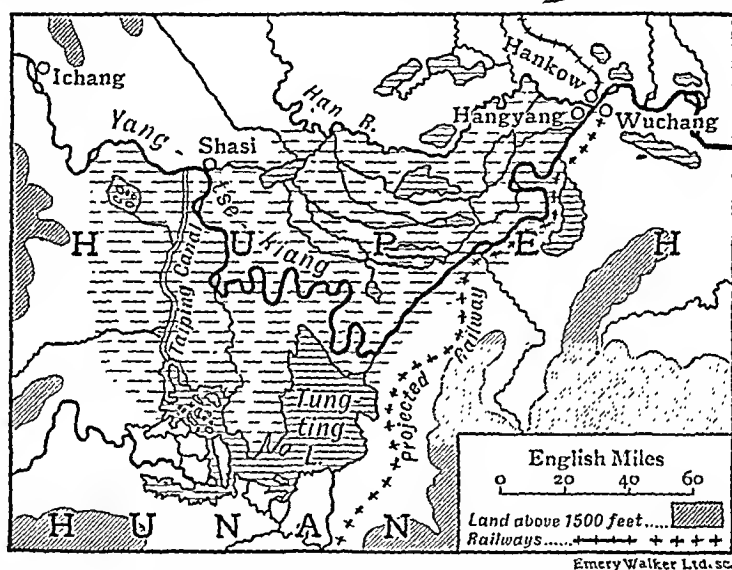 Ichang
Hankow
Han R.
Hangyang
Wuchang
Yang-
Shasi
tse-kiang
H U P E H
Taiping Canal
Railway
projected
Tung
ting
L.
H U N A N
English Miles
0 20 40 60
Land above 1500 feet.....
Railways.....
Emery Walker Ltd. sc.